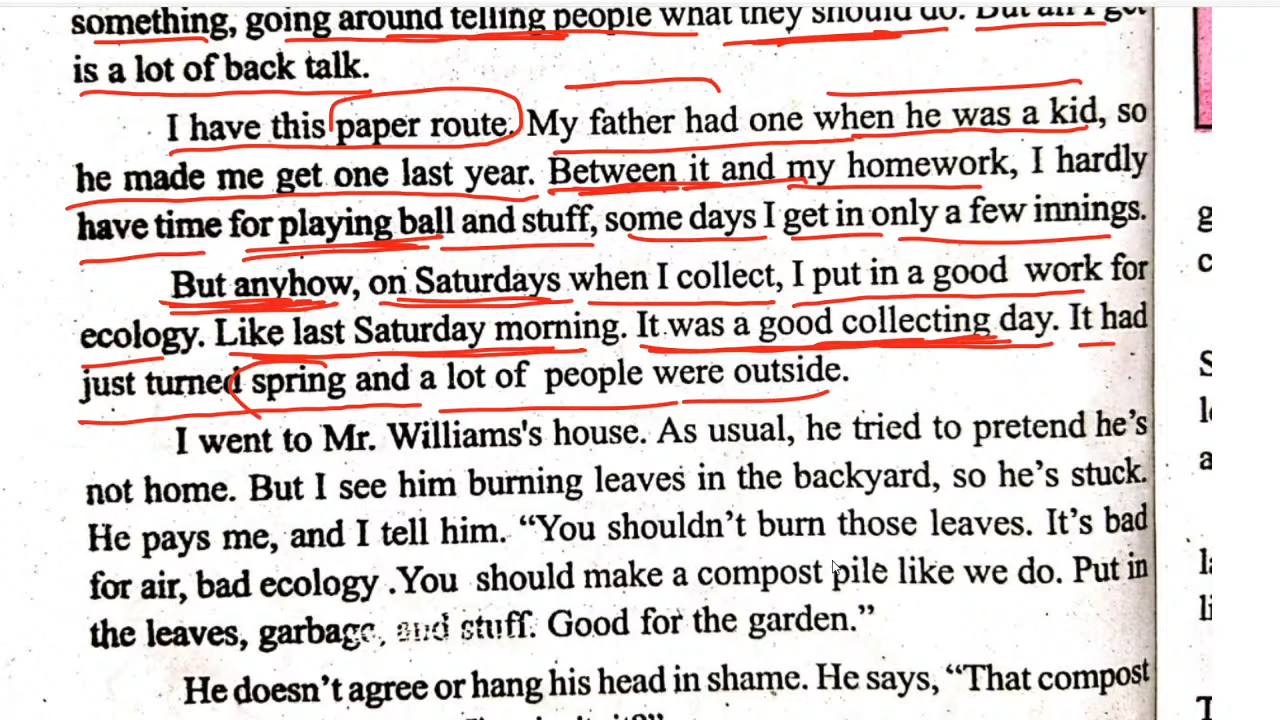 something, going around telling people what they should do. But all I get
is a lot of back talk.
I have this paper route. My father had one when he was a kid, so
he made me get one last year. Between it and my homework, I hardly
have time for playing ball and stuff, some days I get in only a few innings.
But anyhow, on Saturdays when I collect, I put in a good work for
ecology. Like last Saturday morning. It was a good collecting day. It had
just turned spring and a lot of people were outside.
I went to Mr. Williams's house. As usual, he tried to pretend he's
not home. But I see him burning leaves in the backyard, so he's stuck.
He pays me, and I tell him. “You shouldn't burn those leaves. It's bad
for air, bad ecology .You should make a compost pile like we do. Put in
the leaves, garbage, and stuff. Good for the garden.”
He doesn't agree or hang his head in shame. He says, “That compost